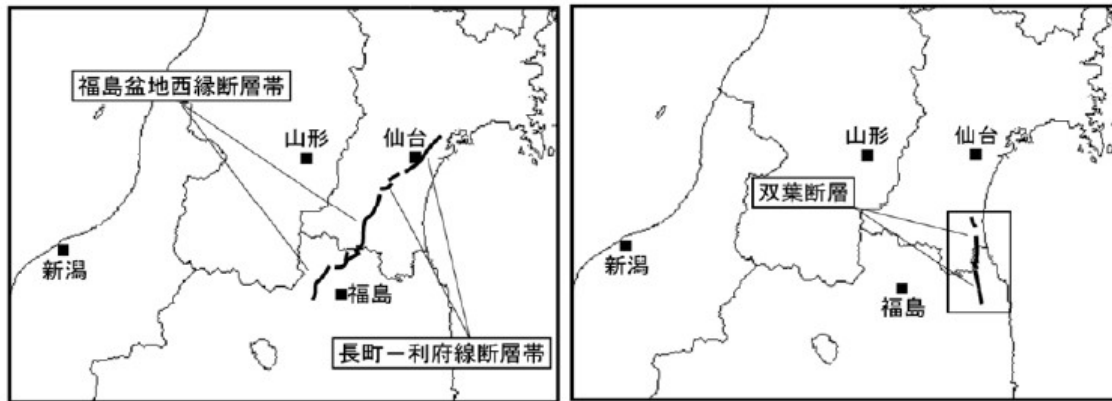 福島盆地西縁断層帯
山形
仙台
新潟
福島
長町－利府線断層帯
山形
仙台
双葉断層
新潟
福島